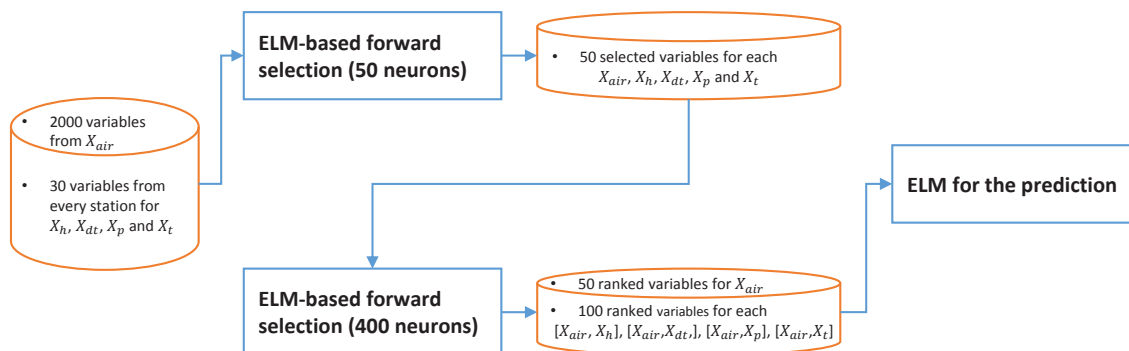 • 2000 variables
from X_air
• 30 variables from
every station for
X_h, X_dt, X_p and X_t
ELM-based forward
selection (50 neurons)
• 50 selected variables for each
X_air, X_h, X_dt, X_p and X_t
ELM-based forward
selection (400 neurons)
• 50 ranked variables for X_air
• 100 ranked variables for each
[X_air, X_h], [X_air,X_dt,], [X_air,X_p], [X_air,X_t]
ELM for the prediction